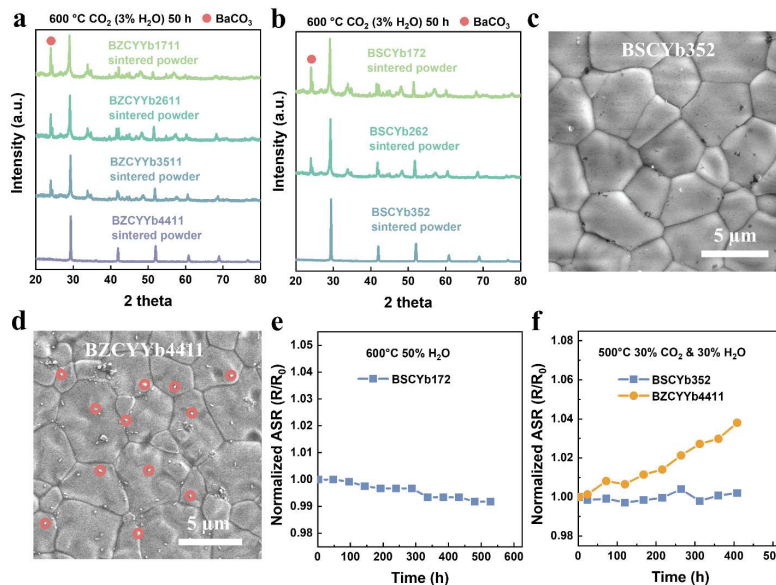 a
600 °C CO₂ (3% H₂O) 50 h BaCO₃
BZCYYb1711
sintered powder
BZCYYb2611
sintered powder
BZCYYb3511
sintered powder
BZCYYb4411
sintered powder
Intensity (a.u.)
20 30 40 50 60 70 80
2 theta
b
600 °C CO₂ (3% H₂O) 50 h BaCO₃
BSCYb172
sintered powder
BSCYb262
sintered powder
BSCYb352
sintered powder
Intensity (a.u.)
20 30 40 50 60 70 80
2 theta
c
BSCYb352
5 µm
d
BZCYYb4411
5 µm
e
600°C 50% H₂O
BSCYb172
Normalized ASR (R/R₀)
1.05
1.04
1.03
1.02
1.01
1.00
0.99
0.98
0 100 200 300 400 500 600
Time (h)
f
500°C 30% CO₂ & 30% H₂O
BSCYb352
BZCYYb4411
Normalized ASR (R/R₀)
1.08
1.06
1.04
1.02
1.00
0.98
0 100 200 300 400
Time (h)